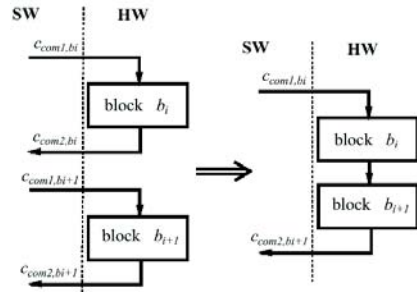 SW HW
c_com1,bi
block b_i
c_com2,bi
c_com1,bi+1
block b_i+1
c_com2,bi+1
SW HW
c_com1,bi
block b_i
block b_i+1
c_com2,bi+1